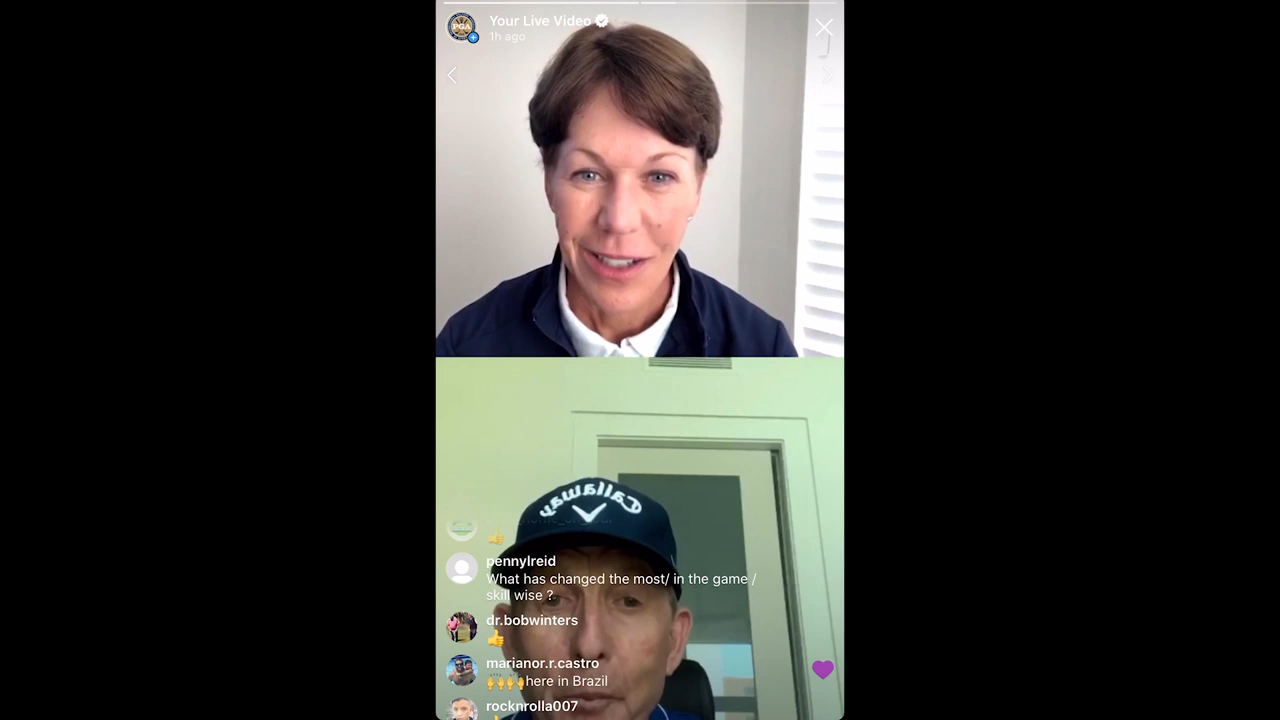 PGA
Your Live Video
1h ago
Callaway
pennylreid
What has changed the most/ in the game /
skill wise ?
dr.bobwinters
👍
marianor.r.castro
🙌🙌🙌here in Brazil
rocknrolla007